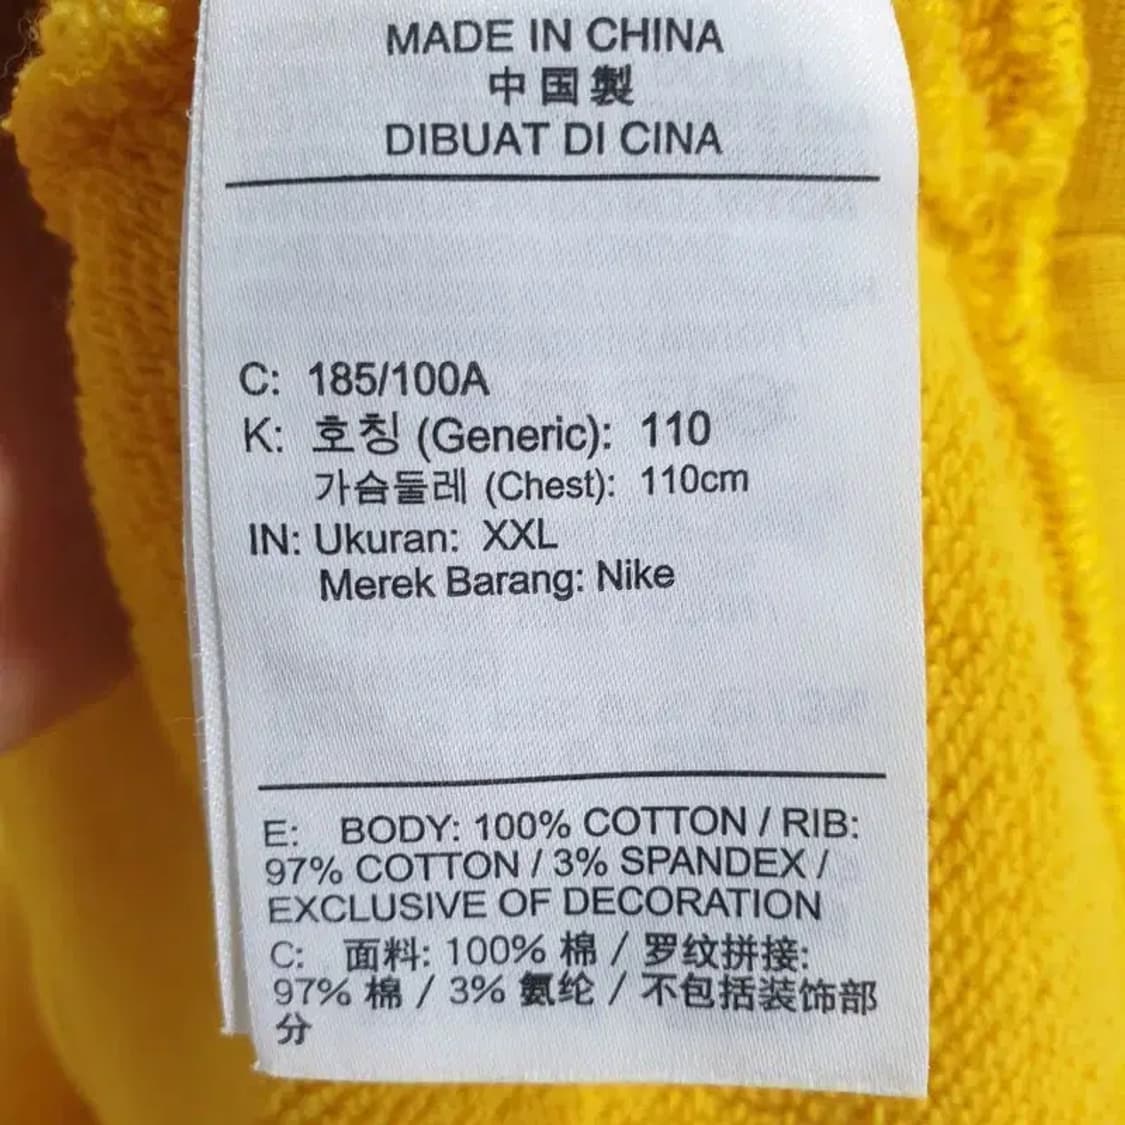 MADE IN CHINA
中国製
DIBUAT DI CINA
C: 185/100A
K: 호칭 (Generic): 110
가슴둘레 (Chest): 110cm
IN: Ukuran: XXL
Merek Barang: Nike
E: BODY: 100% COTTON / RIB:
97% COTTON / 3% SPANDEX /
EXCLUSIVE OF DECORATION
C: 面料: 100% 棉 / 罗纹拼接:
97% 棉 / 3% 氨纶 / 不包括装饰部
分